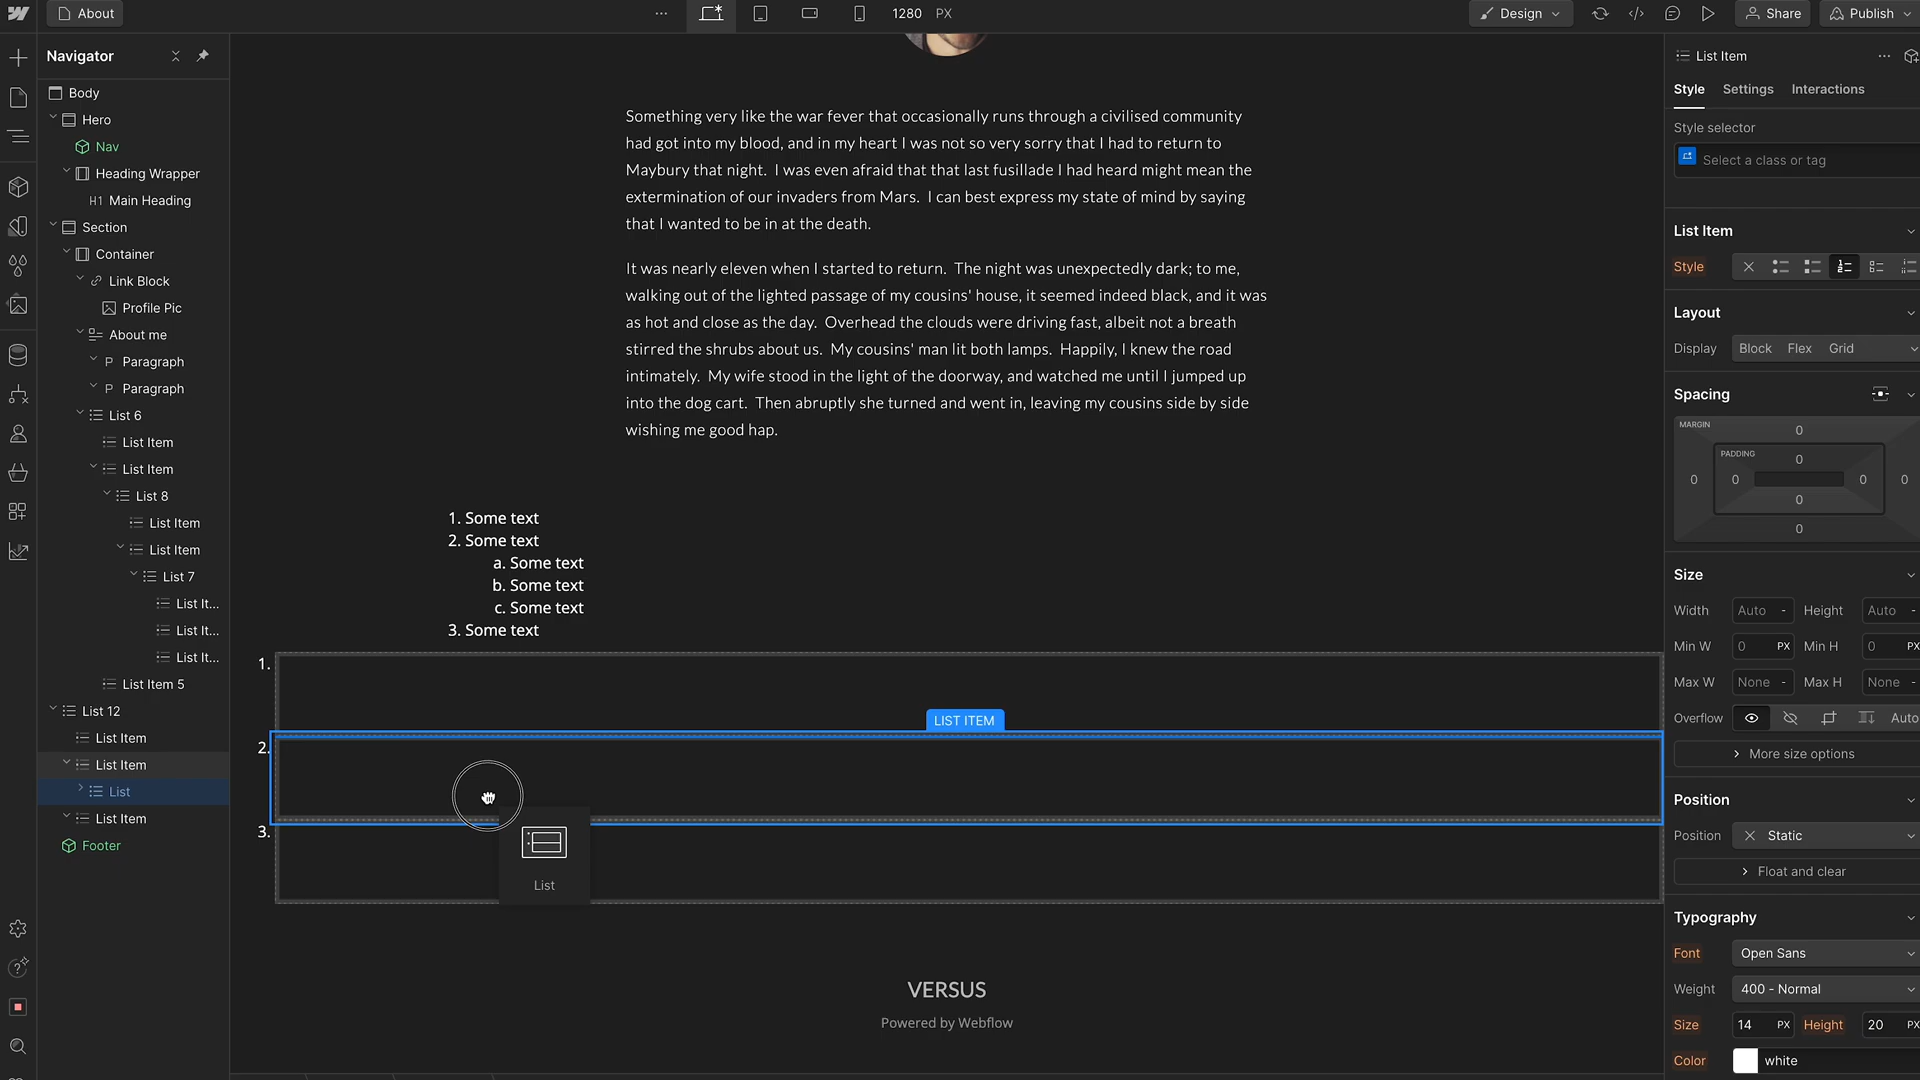 About
1280 PX
Design
Share
Publish
Navigator
Body
Hero
Nav
Heading Wrapper
H1 Main Heading
Section
Container
Link Block
Profile Pic
About me
P Paragraph
P Paragraph
List 6
List Item
List Item
List 8
List Item
List Item
List 7
List It...
List It...
List It...
List Item 5
List 12
List Item
List Item
List
List Item
Footer
Something very like the war fever that occasionally runs through a civilised community
had got into my blood, and in my heart I was not so very sorry that I had to return to
Maybury that night.  I was even afraid that that last fusillade I had heard might mean the
extermination of our invaders from Mars.  I can best express my state of mind by saying
that I wanted to be in at the death.
It was nearly eleven when I started to return.  The night was unexpectedly dark; to me,
walking out of the lighted passage of my cousins' house, it seemed indeed black, and it was
as hot and close as the day.  Overhead the clouds were driving fast, albeit not a breath
stirred the shrubs about us.  My cousins' man lit both lamps.  Happily, I knew the road
intimately.  My wife stood in the light of the doorway, and watched me until I jumped up
into the dog cart.  Then abruptly she turned and went in, leaving my cousins side by side
wishing me good hap.
1. Some text
2. Some text
a. Some text
b. Some text
c. Some text
3. Some text
1.
LIST ITEM
2.
3.
List
VERSUS
Powered by Webflow
List Item
Style Settings Interactions
Style selector
Select a class or tag
List Item
Style
Layout
Display Block Flex Grid
Spacing
MARGIN
0
PADDING
0
0 0 0 0
0
0
Size
Width Auto - Height Auto -
Min W 0 PX Min H 0 PX
Max W None - Max H None -
Overflow Auto
More size options
Position
Position Static
Float and clear
Typography
Font Open Sans
Weight 400 - Normal
Size 14 PX Height 20 PX
Color white